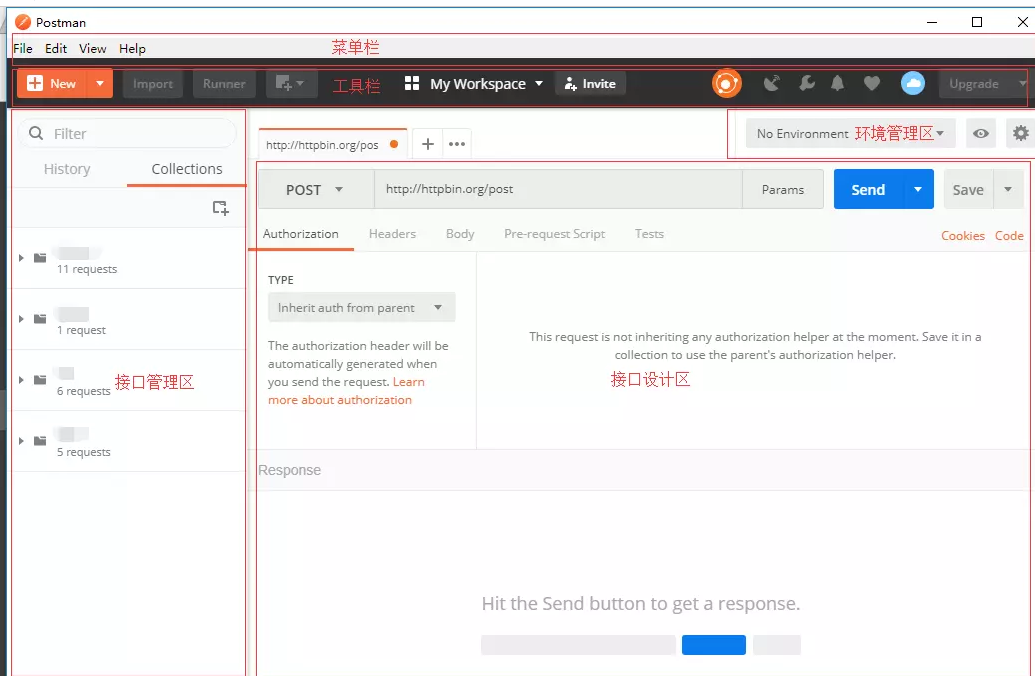 Postman
File Edit View Help 菜单栏
New Import Runner 工具栏 My Workspace Invite Upgrade
Filter
History Collections
11 requests
1 request
6 requests 接口管理区
5 requests
http://httpbin.org/pos
No Environment 环境管理区
POST http://httpbin.org/post Params Send Save
Authorization Headers Body Pre-request Script Tests Cookies Code
TYPE
Inherit auth from parent
The authorization header will be
automatically generated when
you send the request. Learn
more about authorization
This request is not inheriting any authorization helper at the moment. Save it in a
collection to use the parent's authorization helper.
接口设计区
Response
Hit the Send button to get a response.